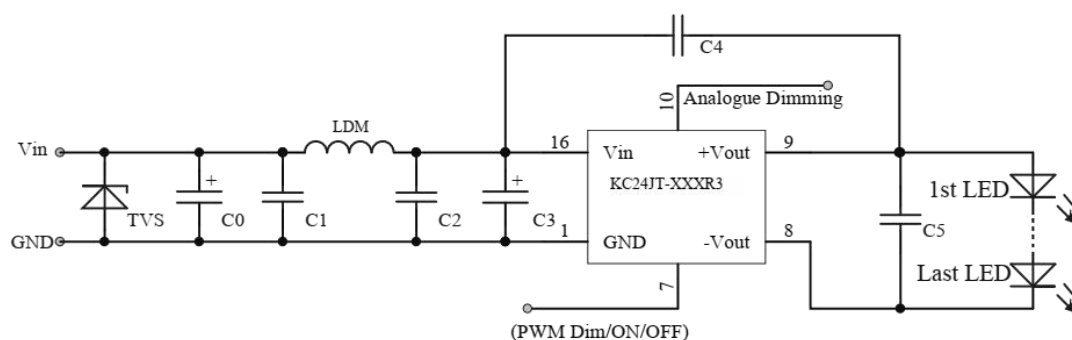 C4
10
Analogue Dimming
LDM
Vin
16
Vin
+Vout
9
KC24JT-XXXR3
+
+
1st LED
TVS
C0
C1
C2
C3
C5
GND
1
GND
-Vout
8
Last LED
7
(PWM Dim/ON/OFF)